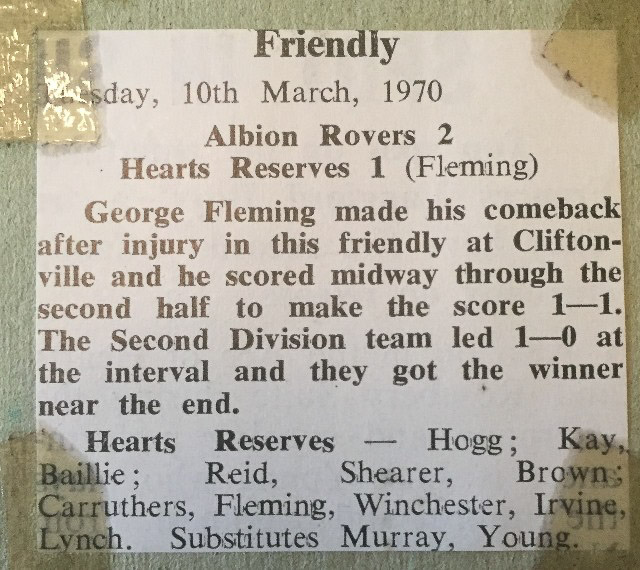 Friendly
Tuesday, 10th March, 1970
Albion Rovers 2
Hearts Reserves 1 (Fleming)
George Fleming made his comeback
after injury in this friendly at Clifton-
ville and he scored midway through the
second half to make the score 1—1.
The Second Division team led 1—0 at
the interval and they got the winner
near the end.
Hearts Reserves — Hogg; Kay,
Baillie; Reid, Shearer, Brown;
Carruthers, Fleming, Winchester, Irvine,
Lynch. Substitutes Murray, Young.